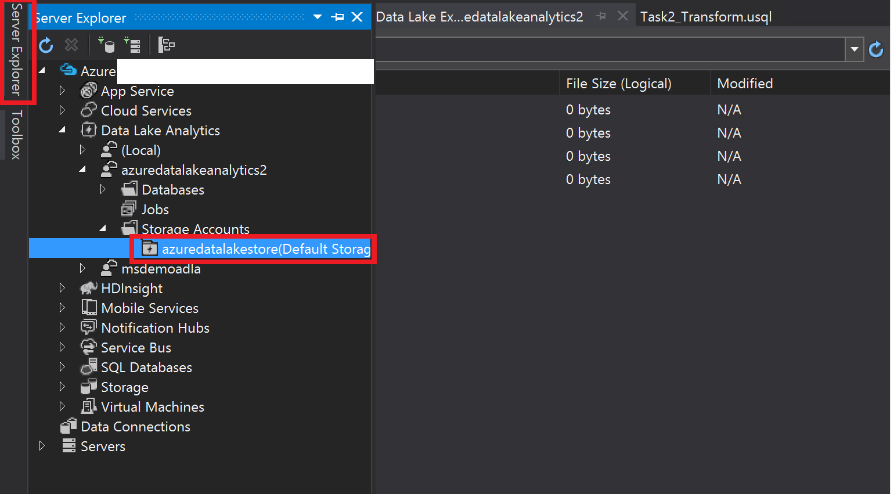 Server Explorer
Toolbox
Server Explorer
Azure
App Service
Cloud Services
Data Lake Analytics
(Local)
azuredatalakeanalytics2
Databases
Jobs
Storage Accounts
azuredatalakestore(Default Storag
msdemoadla
HDInsight
Mobile Services
Notification Hubs
Service Bus
SQL Databases
Storage
Virtual Machines
Data Connections
Servers
Data Lake Ex...edatalakeanalytics2
Task2_Transform.usql
File Size (Logical) Modified
0 bytes N/A
0 bytes N/A
0 bytes N/A
0 bytes N/A